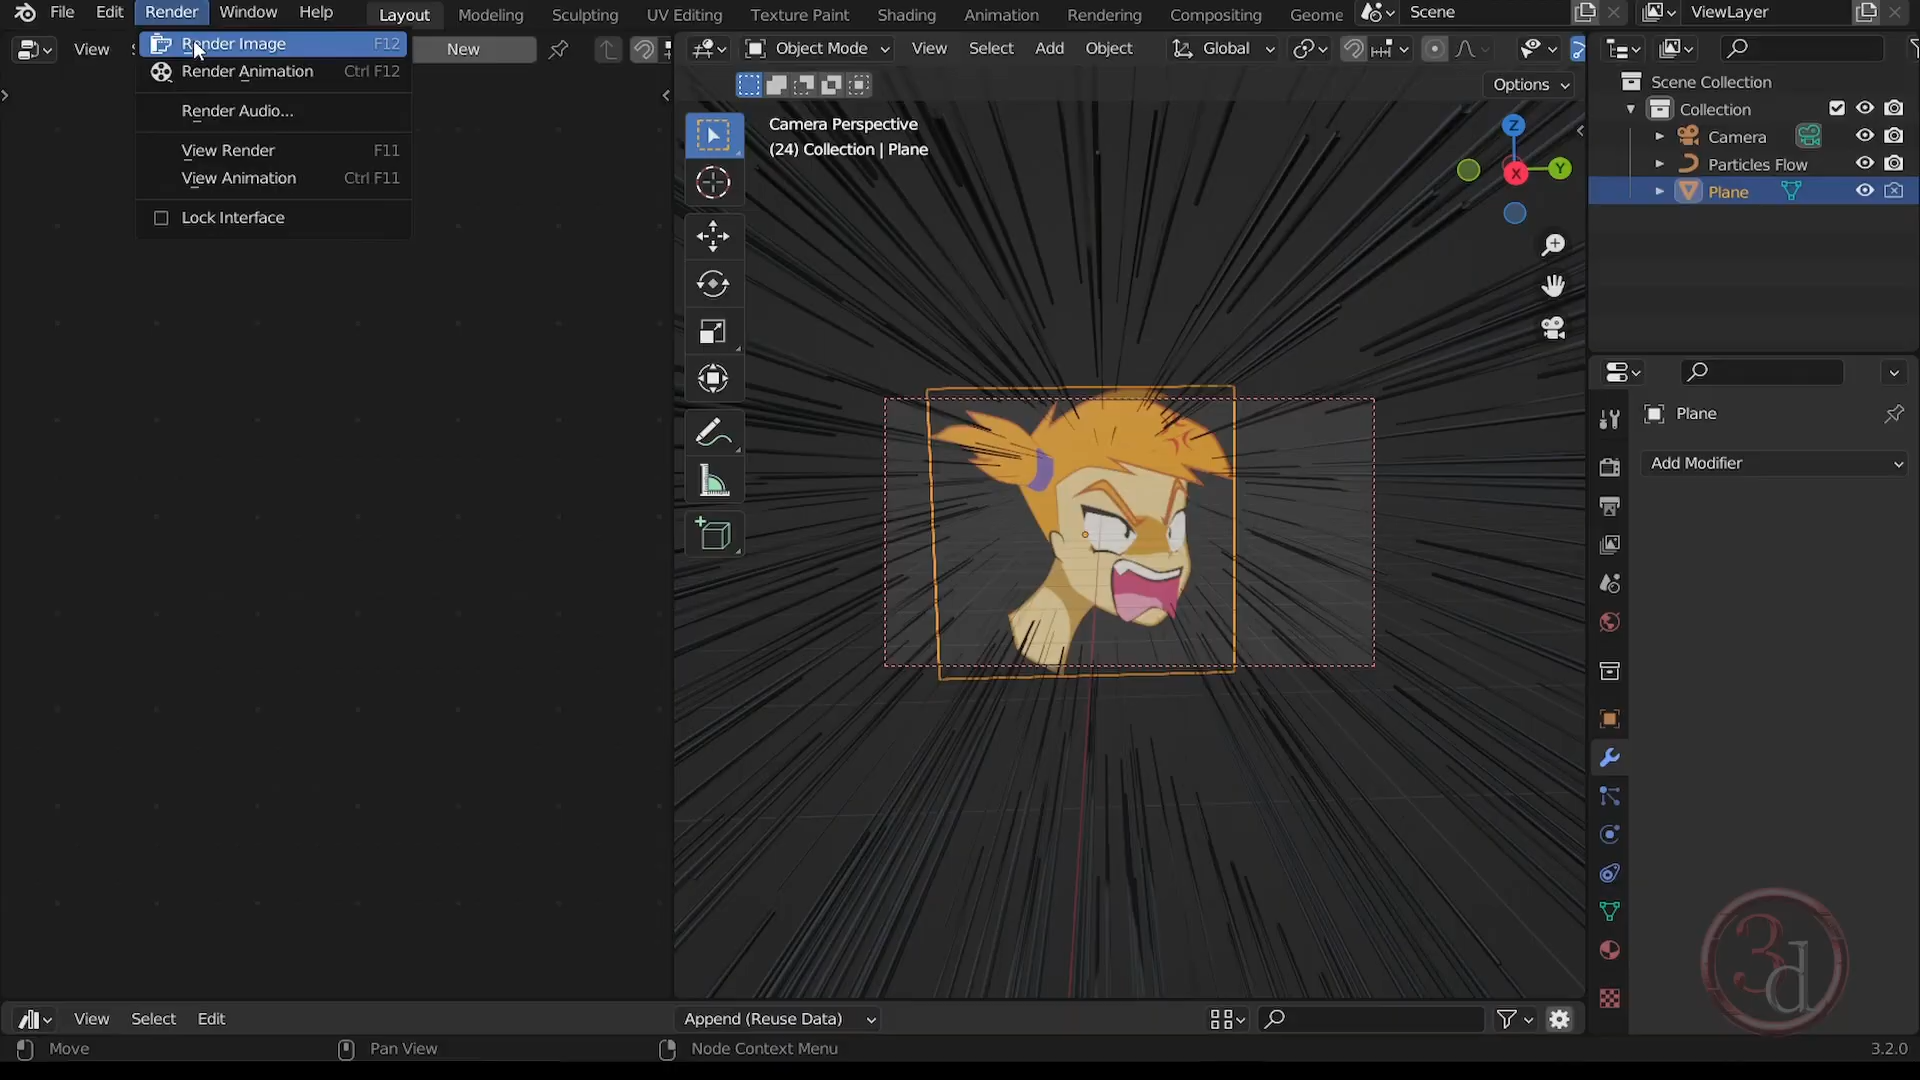 File Edit Render Window Help Layout Modeling Sculpting UV Editing Texture Paint Shading Animation Rendering Compositing Geome Scene ViewLayer
View New Object Mode View Select Add Object Global
Render Image F12
Render Animation Ctrl F12
Render Audio...
View Render F11
View Animation Ctrl F11
Lock Interface
Options
Camera Perspective
(24) Collection | Plane
Z
Y
X
Scene Collection
Collection
Camera
Particles Flow
Plane
Plane
Add Modifier
3d
View Select Edit Append (Reuse Data)
Move Pan View Node Context Menu 3.2.0